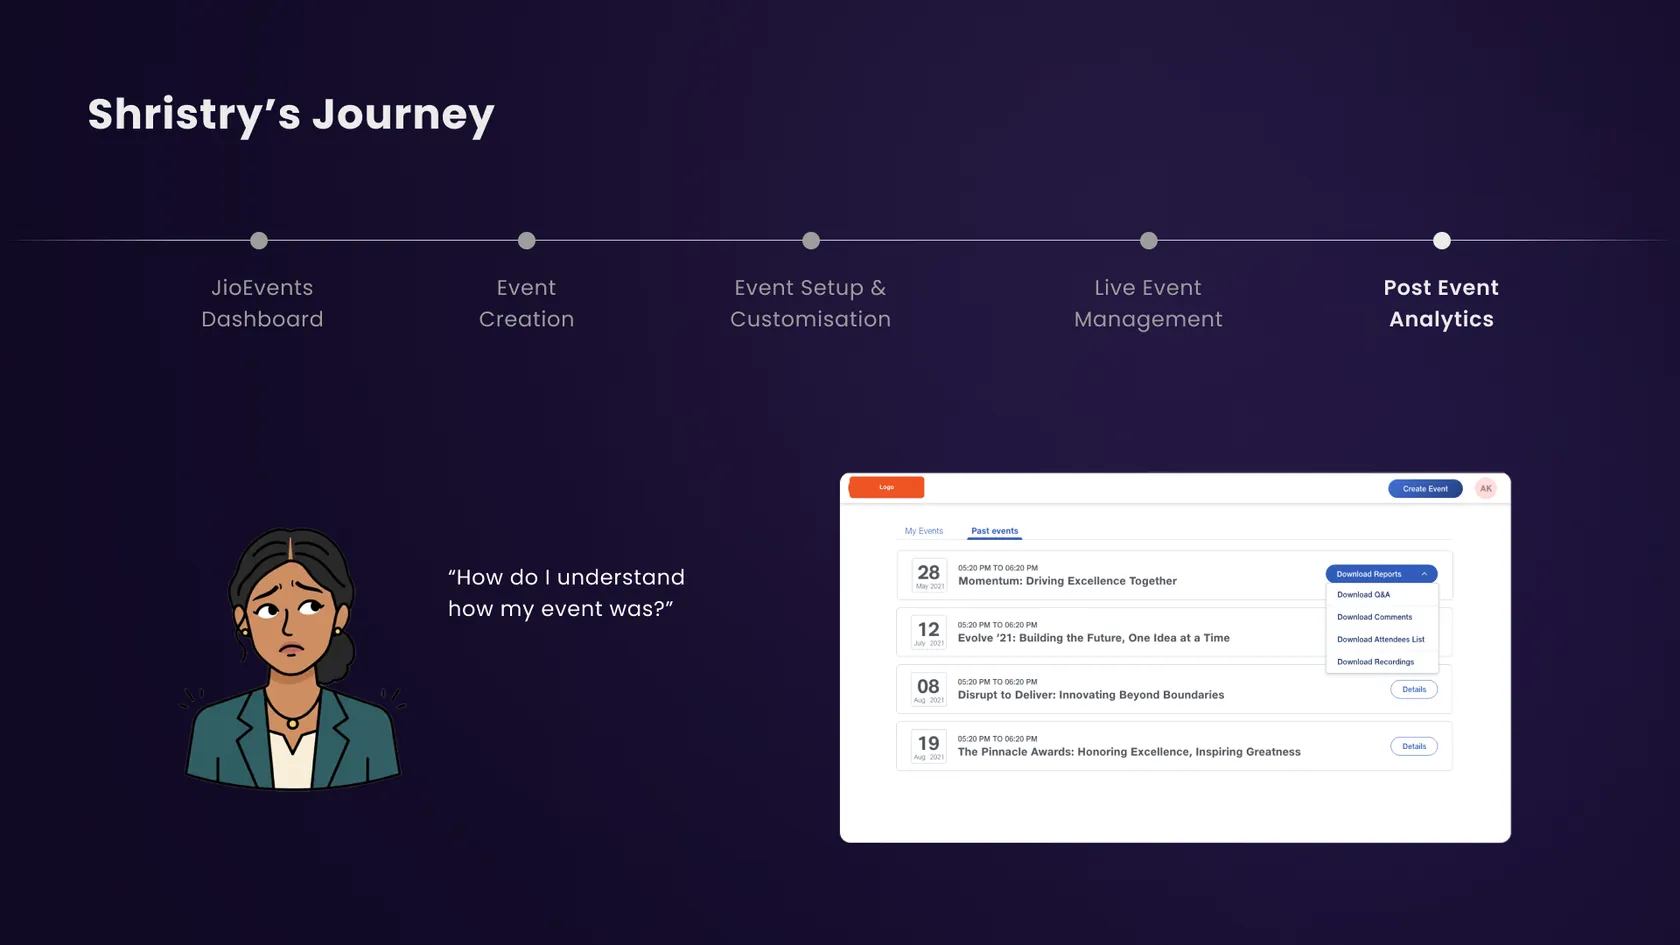 Shristry’s Journey
JioEvents
Dashboard
Event
Creation
Event Setup &
Customisation
Live Event
Management
Post Event
Analytics
“How do I understand
how my event was?”
Logo
Create Event
AK
My Events
Past events
28
May 2021
05:20 PM TO 06:20 PM
Momentum: Driving Excellence Together
Download Reports
Download Q&A
Download Comments
Download Attendees List
Download Recordings
12
July 2021
05:20 PM TO 06:20 PM
Evolve ’21: Building the Future, One Idea at a Time
08
Aug 2021
05:20 PM TO 06:20 PM
Disrupt to Deliver: Innovating Beyond Boundaries
Details
19
Aug 2021
05:20 PM TO 06:20 PM
The Pinnacle Awards: Honoring Excellence, Inspiring Greatness
Details